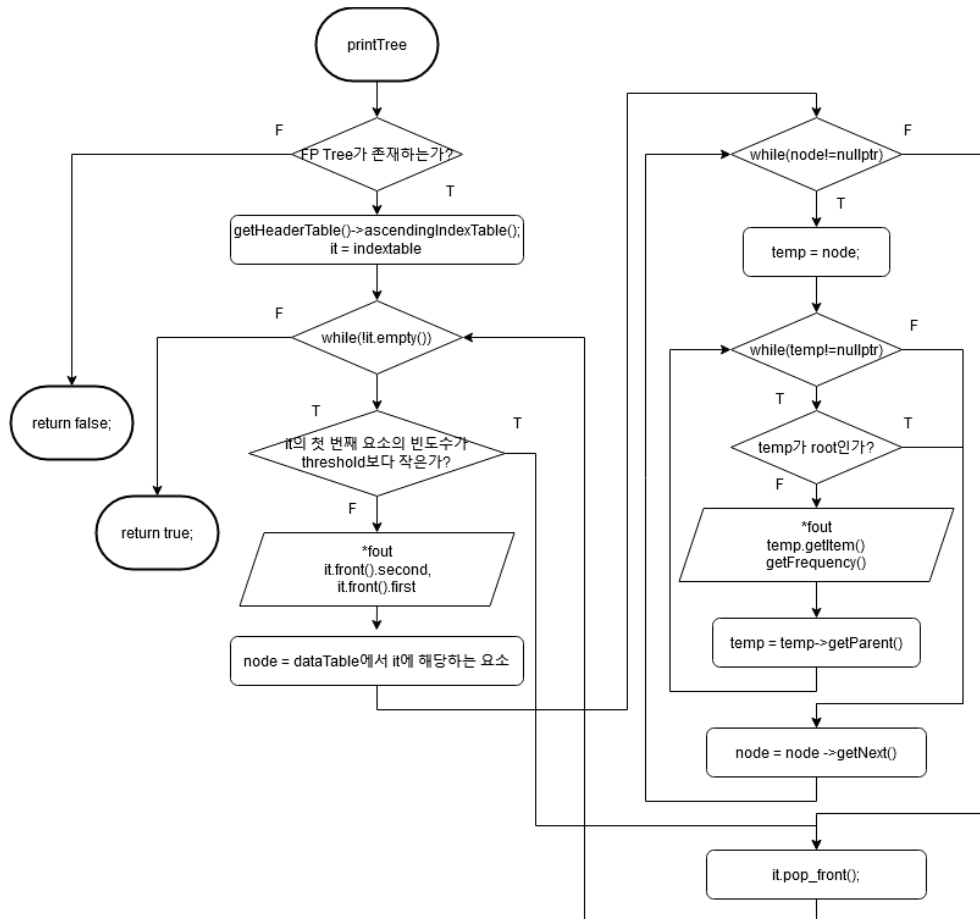 printTree
F
FP Tree가 존재하는가?
T
getHeaderTable()->ascendingIndexTable();
it = indextable
F
while(!it.empty())
return false;
T
T
it의 첫 번째 요소의 빈도수가
threshold보다 작은가?
return true;
F
*fout
it.front().second,
it.front().first
node = dataTable에서 it에 해당하는 요소
F
while(node!=nullptr)
T
temp = node;
F
while(temp!=nullptr)
T
T
temp가 root인가?
F
*fout
temp.getItem()
getFrequency()
temp = temp->getParent()
node = node ->getNext()
it.pop_front();